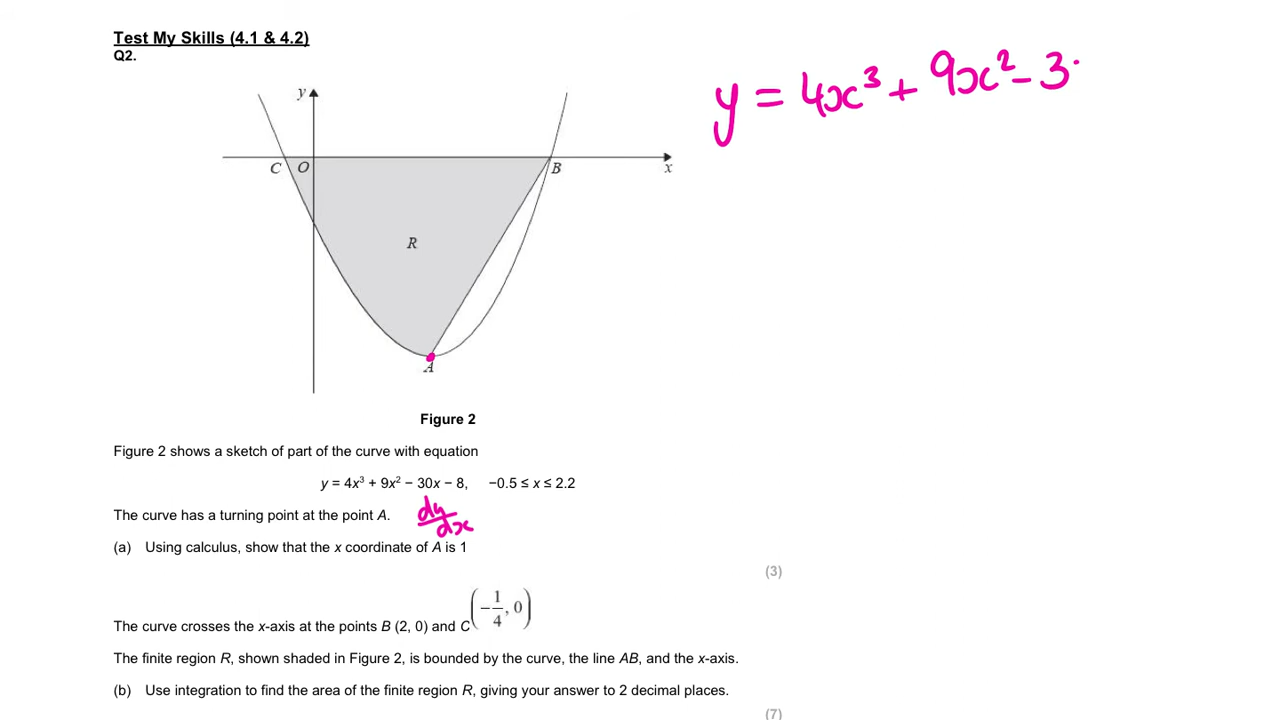 Test My Skills (4.1 & 4.2)
Q2.
y = 4x³ + 9x² - 3
y
C O B x
R
A
Figure 2
Figure 2 shows a sketch of part of the curve with equation
y = 4x³ + 9x² − 30x − 8, −0.5 ≤ x ≤ 2.2
The curve has a turning point at the point A. dy/dx
(a) Using calculus, show that the x coordinate of A is 1
(3)
The curve crosses the x-axis at the points B (2, 0) and C (−1/4, 0)
The finite region R, shown shaded in Figure 2, is bounded by the curve, the line AB, and the x-axis.
(b) Use integration to find the area of the finite region R, giving your answer to 2 decimal places.
(7)